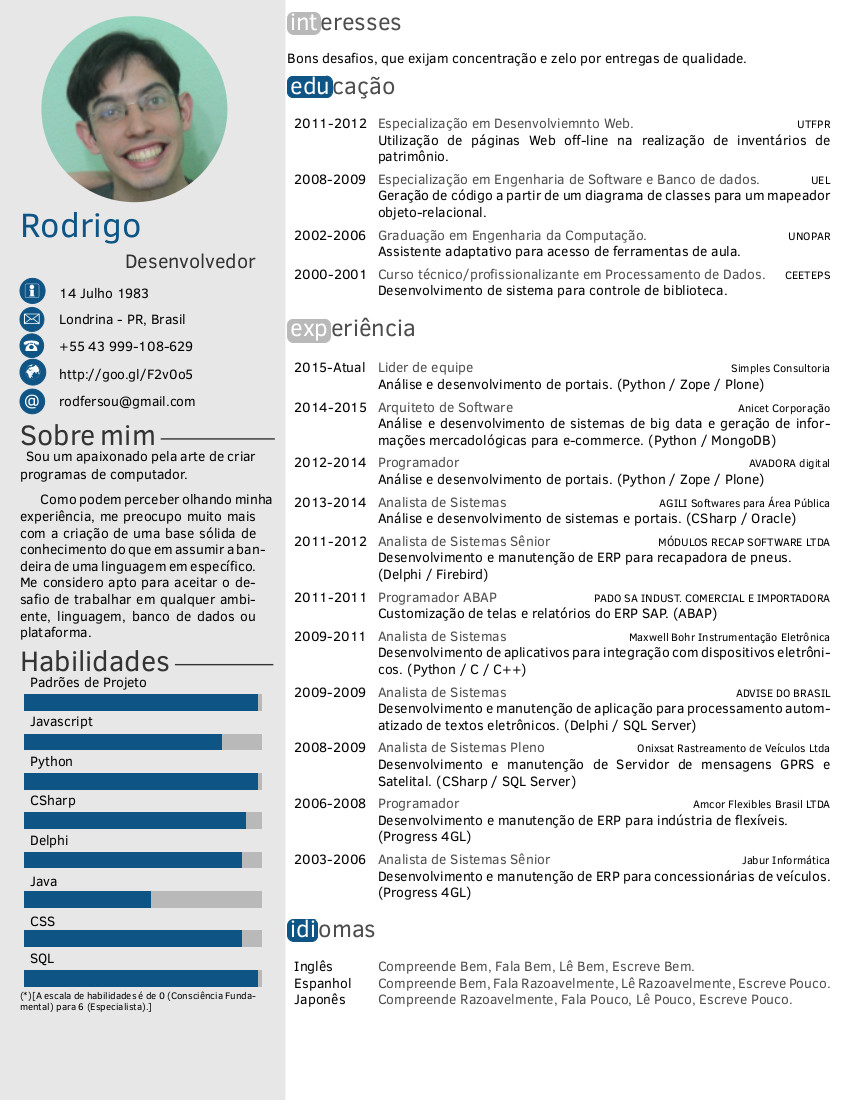 Rodrigo
Desenvolvedor
14 Julho 1983
Londrina - PR, Brasil
+55 43 999-108-629
http://goo.gl/F2v0o5
@ rodfersou@gmail.com
Sobre mim
Sou um apaixonado pela arte de criar
programas de computador.
Como podem perceber olhando minha
experiência, me preocupo muito mais
com a criação de uma base sólida de
conhecimento do que em assumir a ban-
deira de uma linguagem em específico.
Me considero apto para aceitar o de-
safio de trabalhar em qualquer ambi-
ente, linguagem, banco de dados ou
plataforma.
Habilidades
Padrões de Projeto
Javascript
Python
CSharp
Delphi
Java
CSS
SQL
(*)[A escala de habilidades é de 0 (Consciência Funda-
mental) para 6 (Especialista).]
interesses
Bons desafios, que exijam concentração e zelo por entregas de qualidade.
educação
2011-2012 Especialização em Desenvolviemnto Web. UTFPR
Utilização de páginas Web off-line na realização de inventários de
patrimônio.
2008-2009 Especialização em Engenharia de Software e Banco de dados. UEL
Geração de código a partir de um diagrama de classes para um mapeador
objeto-relacional.
2002-2006 Graduação em Engenharia da Computação. UNOPAR
Assistente adaptativo para acesso de ferramentas de aula.
2000-2001 Curso técnico/profissionalizante em Processamento de Dados. CEETEPS
Desenvolvimento de sistema para controle de biblioteca.
experiência
2015-Atual Lider de equipe Simples Consultoria
Análise e desenvolvimento de portais. (Python / Zope / Plone)
2014-2015 Arquiteto de Software Anicet Corporação
Análise e desenvolvimento de sistemas de big data e geração de infor-
mações mercadológicas para e-commerce. (Python / MongoDB)
2012-2014 Programador AVADORA digital
Análise e desenvolvimento de portais. (Python / Zope / Plone)
2013-2014 Analista de Sistemas AGILI Softwares para Área Pública
Análise e desenvolvimento de sistemas e portais. (CSharp / Oracle)
2011-2012 Analista de Sistemas Sênior MÓDULOS RECAP SOFTWARE LTDA
Desenvolvimento e manutenção de ERP para recapadora de pneus.
(Delphi / Firebird)
2011-2011 Programador ABAP PADO SA INDUST. COMERCIAL E IMPORTADORA
Customização de telas e relatórios do ERP SAP. (ABAP)
2009-2011 Analista de Sistemas Maxwell Bohr Instrumentação Eletrônica
Desenvolvimento de aplicativos para integração com dispositivos eletrôni-
cos. (Python / C / C++)
2009-2009 Analista de Sistemas ADVISE DO BRASIL
Desenvolvimento e manutenção de aplicação para processamento autom-
atizado de textos eletrônicos. (Delphi / SQL Server)
2008-2009 Analista de Sistemas Pleno Onixsat Rastreamento de Veículos Ltda
Desenvolvimento e manutenção de Servidor de mensagens GPRS e
Satelital. (CSharp / SQL Server)
2006-2008 Programador Amcor Flexibles Brasil LTDA
Desenvolvimento e manutenção de ERP para indústria de flexíveis.
(Progress 4GL)
2003-2006 Analista de Sistemas Sênior Jabur Informática
Desenvolvimento e manutenção de ERP para concessionárias de veículos.
(Progress 4GL)
idiomas
Inglês Compreende Bem, Fala Bem, Lê Bem, Escreve Bem.
Espanhol Compreende Bem, Fala Razoavelmente, Lê Razoavelmente, Escreve Pouco.
Japonês Compreende Razoavelmente, Fala Pouco, Lê Pouco, Escreve Pouco.